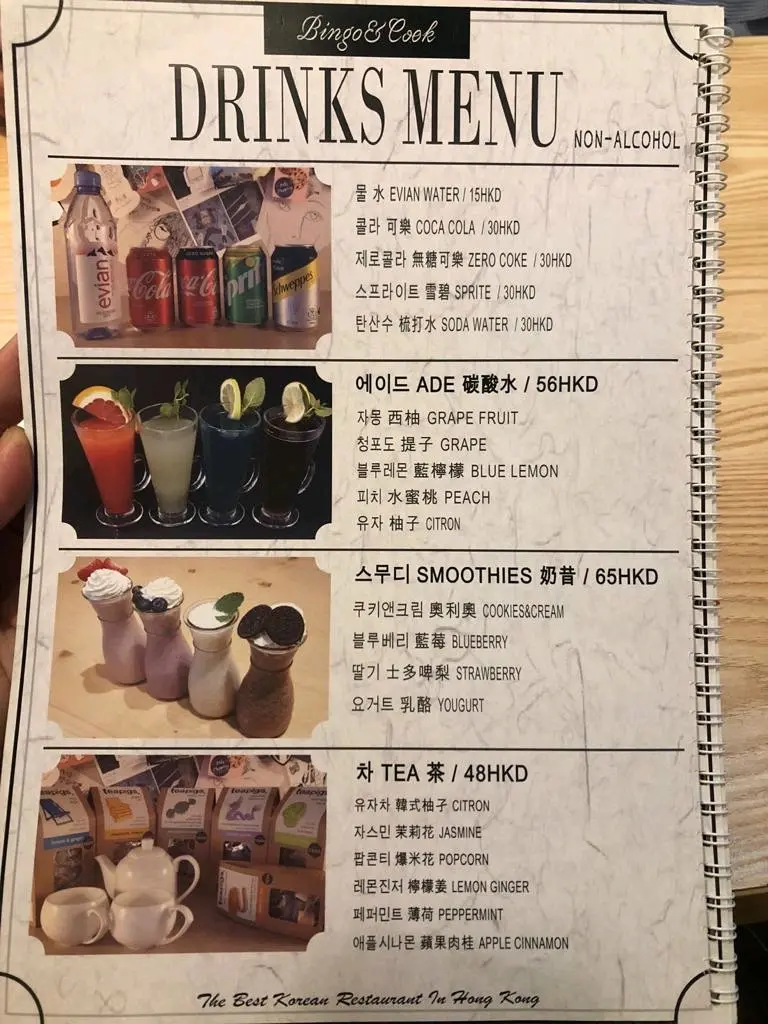 Bingo&Cook
DRINKS MENU NON-ALCOHOL
evian
Coca-Cola
Schweppes
물 水 EVIAN WATER / 15HKD
콜라 可樂 COCA COLA / 30HKD
제로콜라 無糖可樂 ZERO COKE / 30HKD
스프라이트 雪碧 SPRITE / 30HKD
탄산수 梳打水 SODA WATER / 30HKD
에이드 ADE 碳酸水 / 56HKD
자몽 西柚 GRAPE FRUIT
청포도 提子 GRAPE
블루레몬 藍檸檬 BLUE LEMON
피치 水蜜桃 PEACH
유자 柚子 CITRON
스무디 SMOOTHIES 奶昔 / 65HKD
쿠키앤크림 奧利奧 COOKIES&CREAM
블루베리 藍莓 BLUEBERRY
딸기 士多啤梨 STRAWBERRY
요거트 乳酪 YOUGURT
teapigs.
teapigs.
teapigs.
teapigs.
차 TEA 茶 / 48HKD
유자차 韓式柚子 CITRON
자스민 茉莉花 JASMINE
팝콘티 爆米花 POPCORN
레몬진저 檸檬姜 LEMON GINGER
페퍼민트 薄荷 PEPPERMINT
애플시나몬 蘋果肉桂 APPLE CINNAMON
The Best Korean Restaurant In Hong Kong